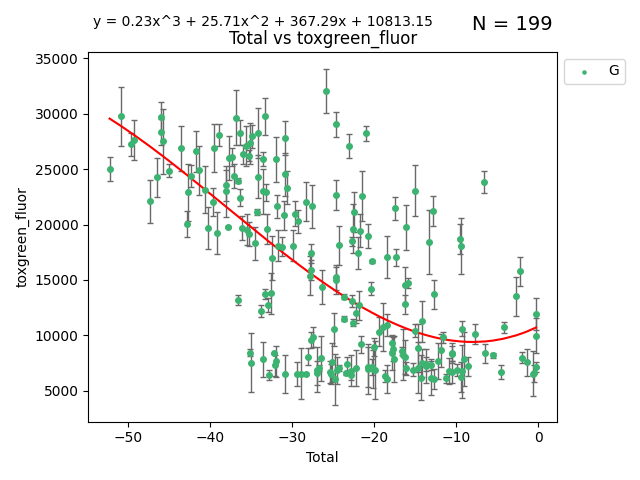 y = 0.23x^3 + 25.71x^2 + 367.29x + 10813.15
N = 199
Total vs toxgreen_fluor
G
35000
30000
25000
20000
15000
10000
5000
toxgreen_fluor
−50
−40
−30
−20
−10
0
Total